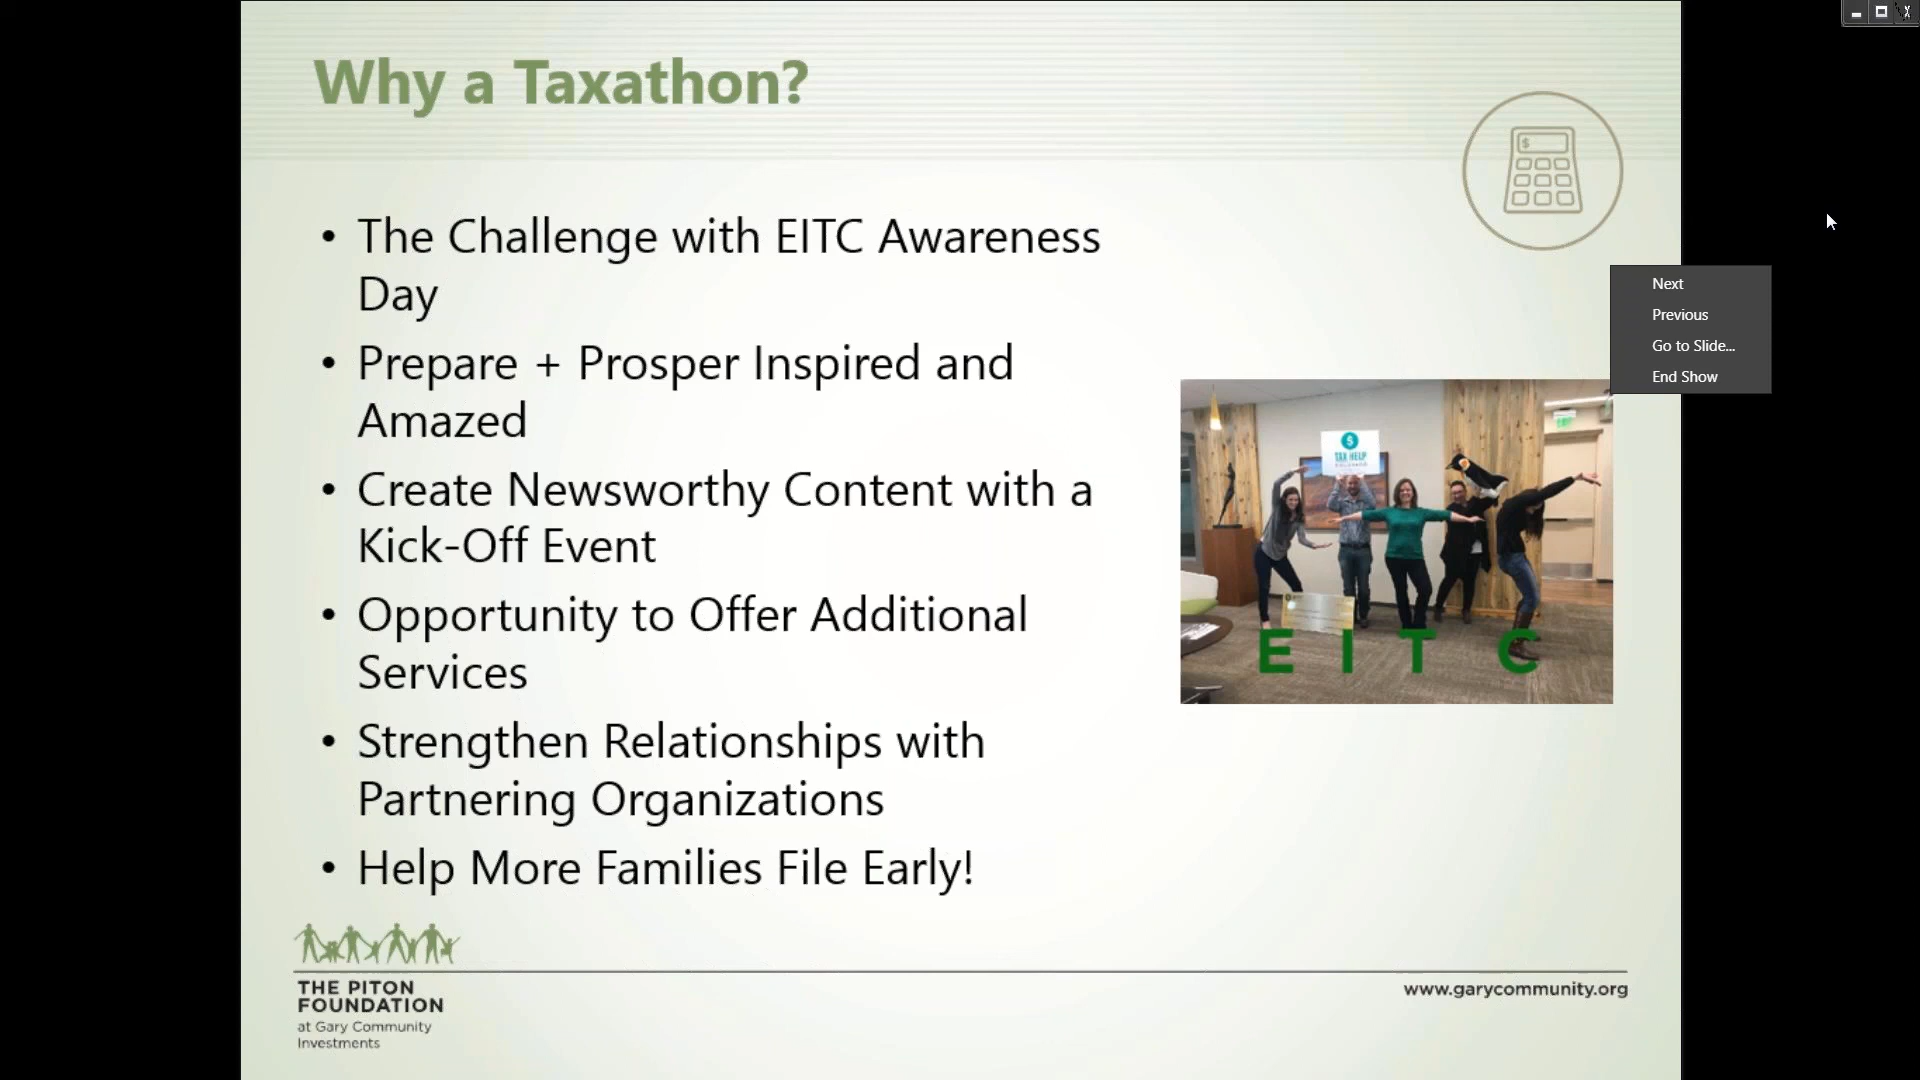 Why a Taxathon?
$
• The Challenge with EITC Awareness
Day
• Prepare + Prosper Inspired and
Amazed
• Create Newsworthy Content with a
Kick-Off Event
• Opportunity to Offer Additional
Services
• Strengthen Relationships with
Partnering Organizations
• Help More Families File Early!
Next
Previous
Go to Slide...
End Show
$
TAX HELP
COLORADO
E I T C
THE PITON
FOUNDATION
at Gary Community
Investments
www.garycommunity.org